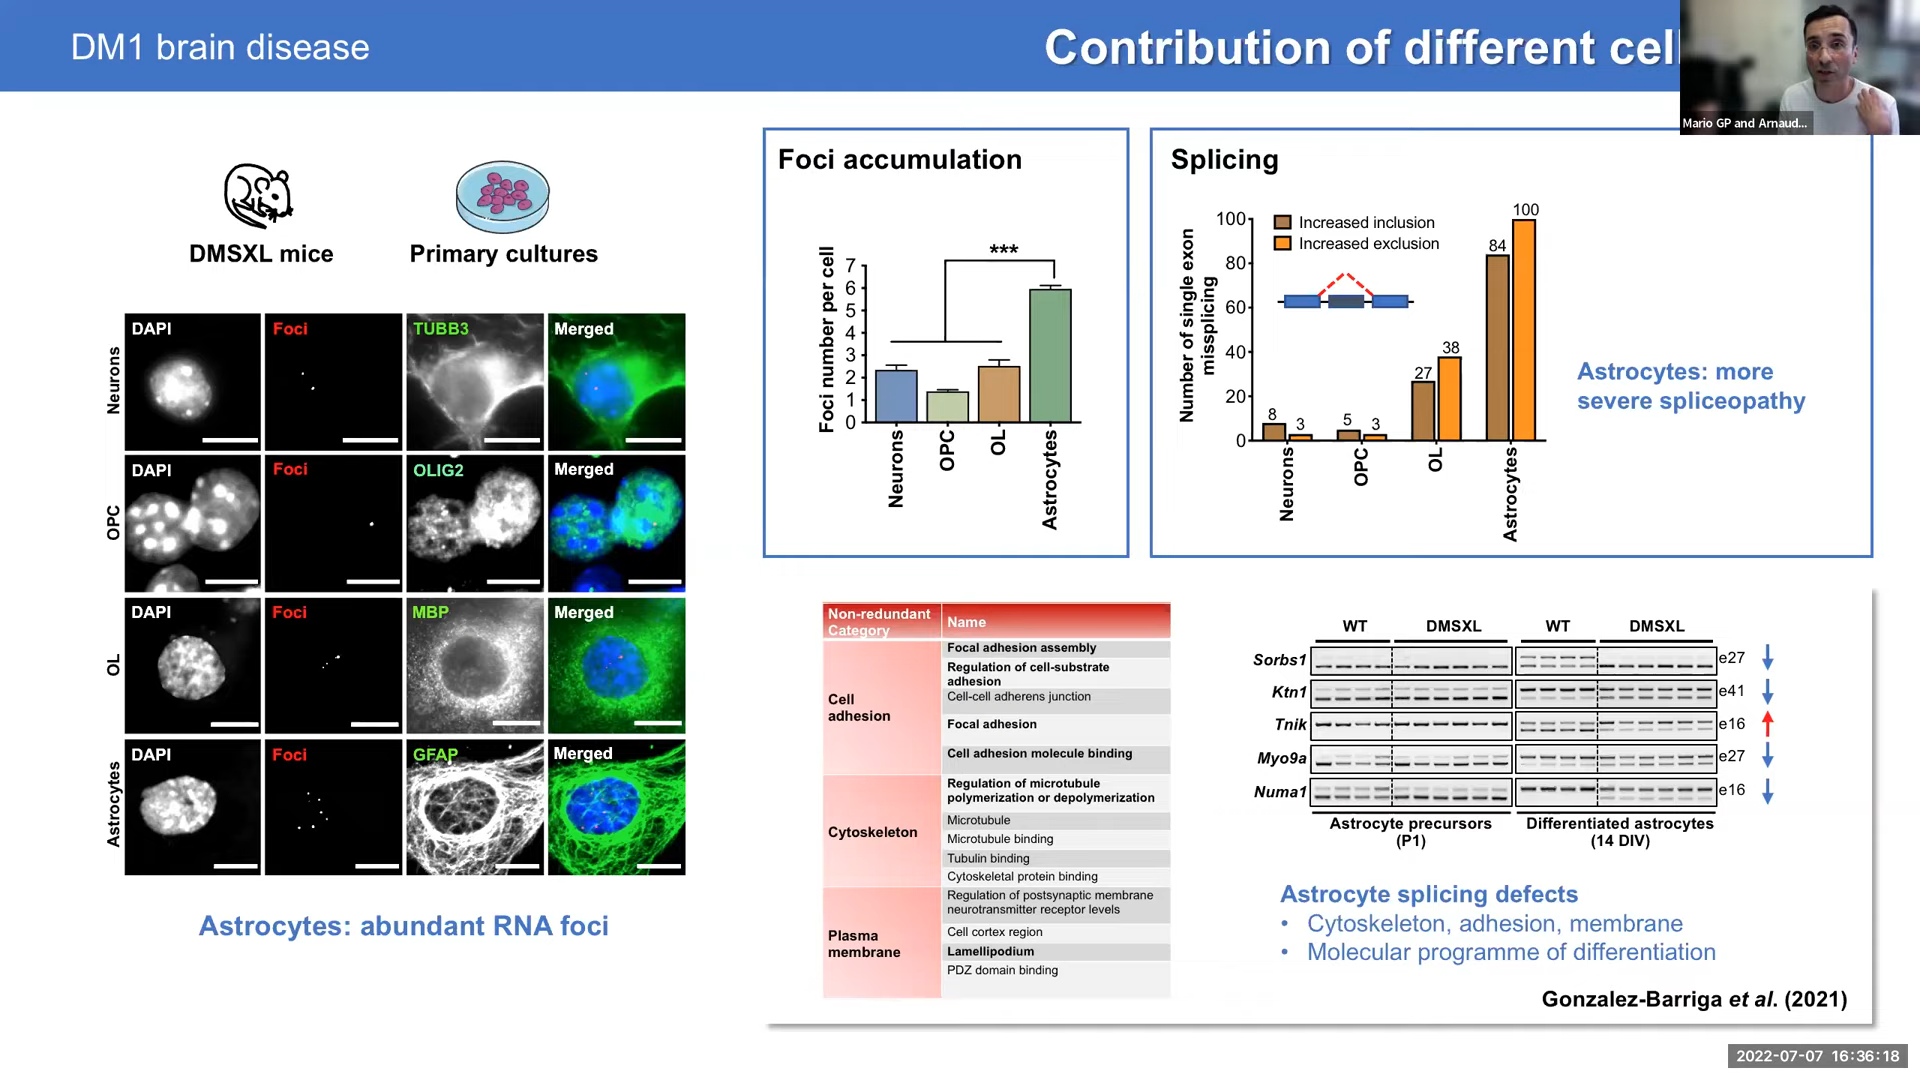 DM1 brain disease
Contribution of different cel
Mario GP and Arnaud...
DMSXL mice
Primary cultures
Neurons
DAPI
Foci
TUBB3
Merged
OPC
DAPI
Foci
OLIG2
Merged
OL
DAPI
Foci
MBP
Merged
Astrocytes
DAPI
Foci
GFAP
Merged
Astrocytes: abundant RNA foci
Foci accumulation
Foci number per cell
7
6
5
4
3
2
1
0
***
Neurons
OPC
OL
Astrocytes
Splicing
Number of single exon
missplicing
100
80
60
40
20
0
Increased inclusion
Increased exclusion
8
3
5
3
27
38
84
100
Neurons
OPC
OL
Astrocytes
Astrocytes: more
severe spliceopathy
Non-redundant
Category
Name
Cell
adhesion
Focal adhesion assembly
Regulation of cell-substrate
adhesion
Cell-cell adherens junction
Focal adhesion
Cell adhesion molecule binding
Cytoskeleton
Regulation of microtubule
polymerization or depolymerization
Microtubule
Microtubule binding
Tubulin binding
Cytoskeletal protein binding
Plasma
membrane
Regulation of postsynaptic membrane
neurotransmitter receptor levels
Cell cortex region
Lamellipodium
PDZ domain binding
WT
DMSXL
WT
DMSXL
Sorbs1
e27
Ktn1
e41
Tnik
e16
Myo9a
e27
Numa1
e16
Astrocyte precursors
(P1)
Differentiated astrocytes
(14 DIV)
Astrocyte splicing defects
• Cytoskeleton, adhesion, membrane
• Molecular programme of differentiation
Gonzalez-Barriga et al. (2021)
2022-07-07 16:36:18